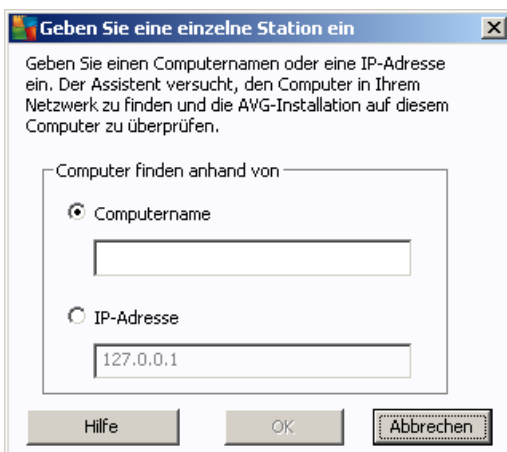 Geben Sie eine einzelne Station ein
Geben Sie einen Computernamen oder eine IP-Adresse
ein. Der Assistent versucht, den Computer in Ihrem
Netzwerk zu finden und die AVG-Installation auf diesem
Computer zu überprüfen.
Computer finden anhand von
Computername
IP-Adresse
127.0.0.1
Hilfe OK Abbrechen